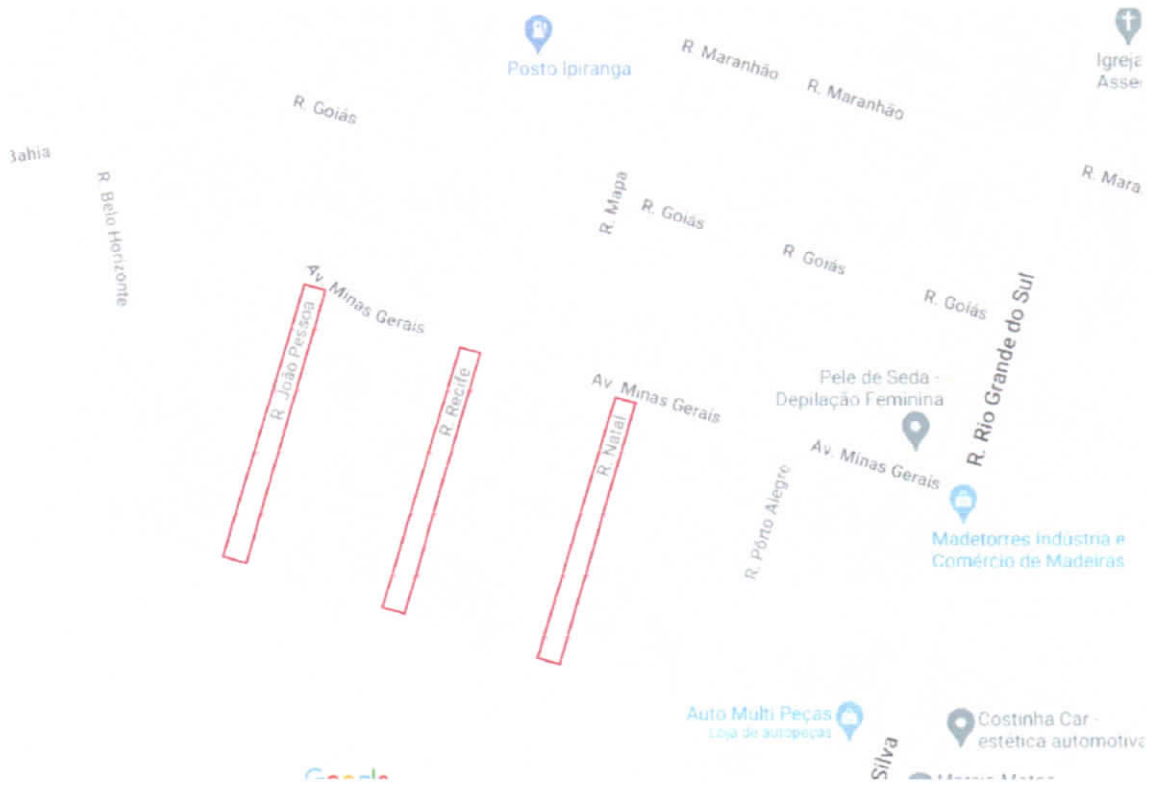 R. Maranhão
R. Maranhão
Posto Ipiranga
Igreja
Asse
R. Goiás
Bahia
R. Mara
R. Belo Horizonte
R. Mapa
R. Goiás
R. Goiás
R. Goiás
Av. Minas Gerais
R. João Pessoa
R. Recife
Av. Minas Gerais
R. Natal
R. Rio Grande do Sul
Pele de Seda -
Depilação Feminina
Av. Minas Gerais
R. Pôrto Alegre
Madetorres Indústria e
Comércio de Madeiras
Auto Multi Peças
Loja de autopeças
Silva
Costinha Car -
estética automotiva
Google